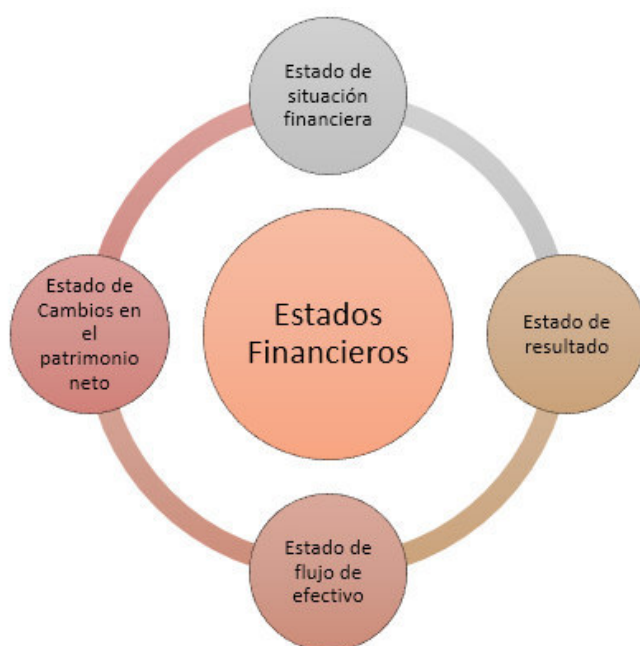 Estado de
situación
financiera
Estado de
Cambios en
el
patrimonio
neto
Estados
Financieros
Estado de
resultado
Estado de
flujo de
efectivo